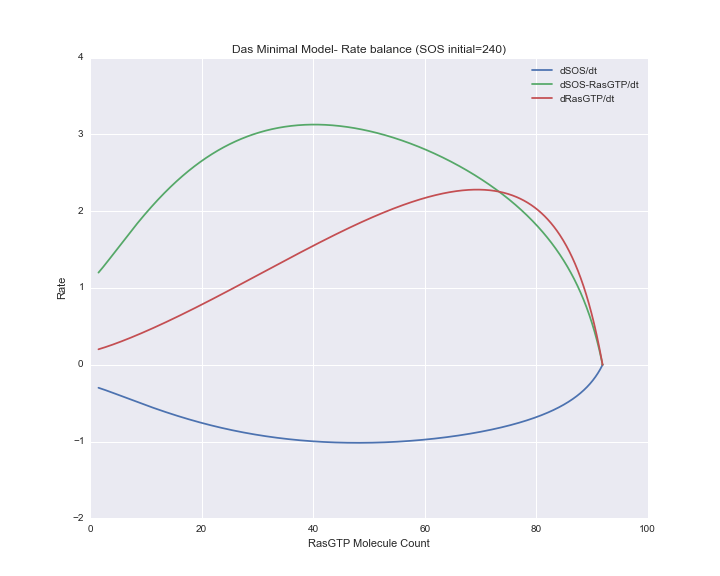 Das Minimal Model- Rate balance (SOS initial=240)
dSOS/dt
dSOS-RasGTP/dt
dRasGTP/dt
4
3
2
1
0
−1
−2
Rate
0 20 40 60 80 100
RasGTP Molecule Count